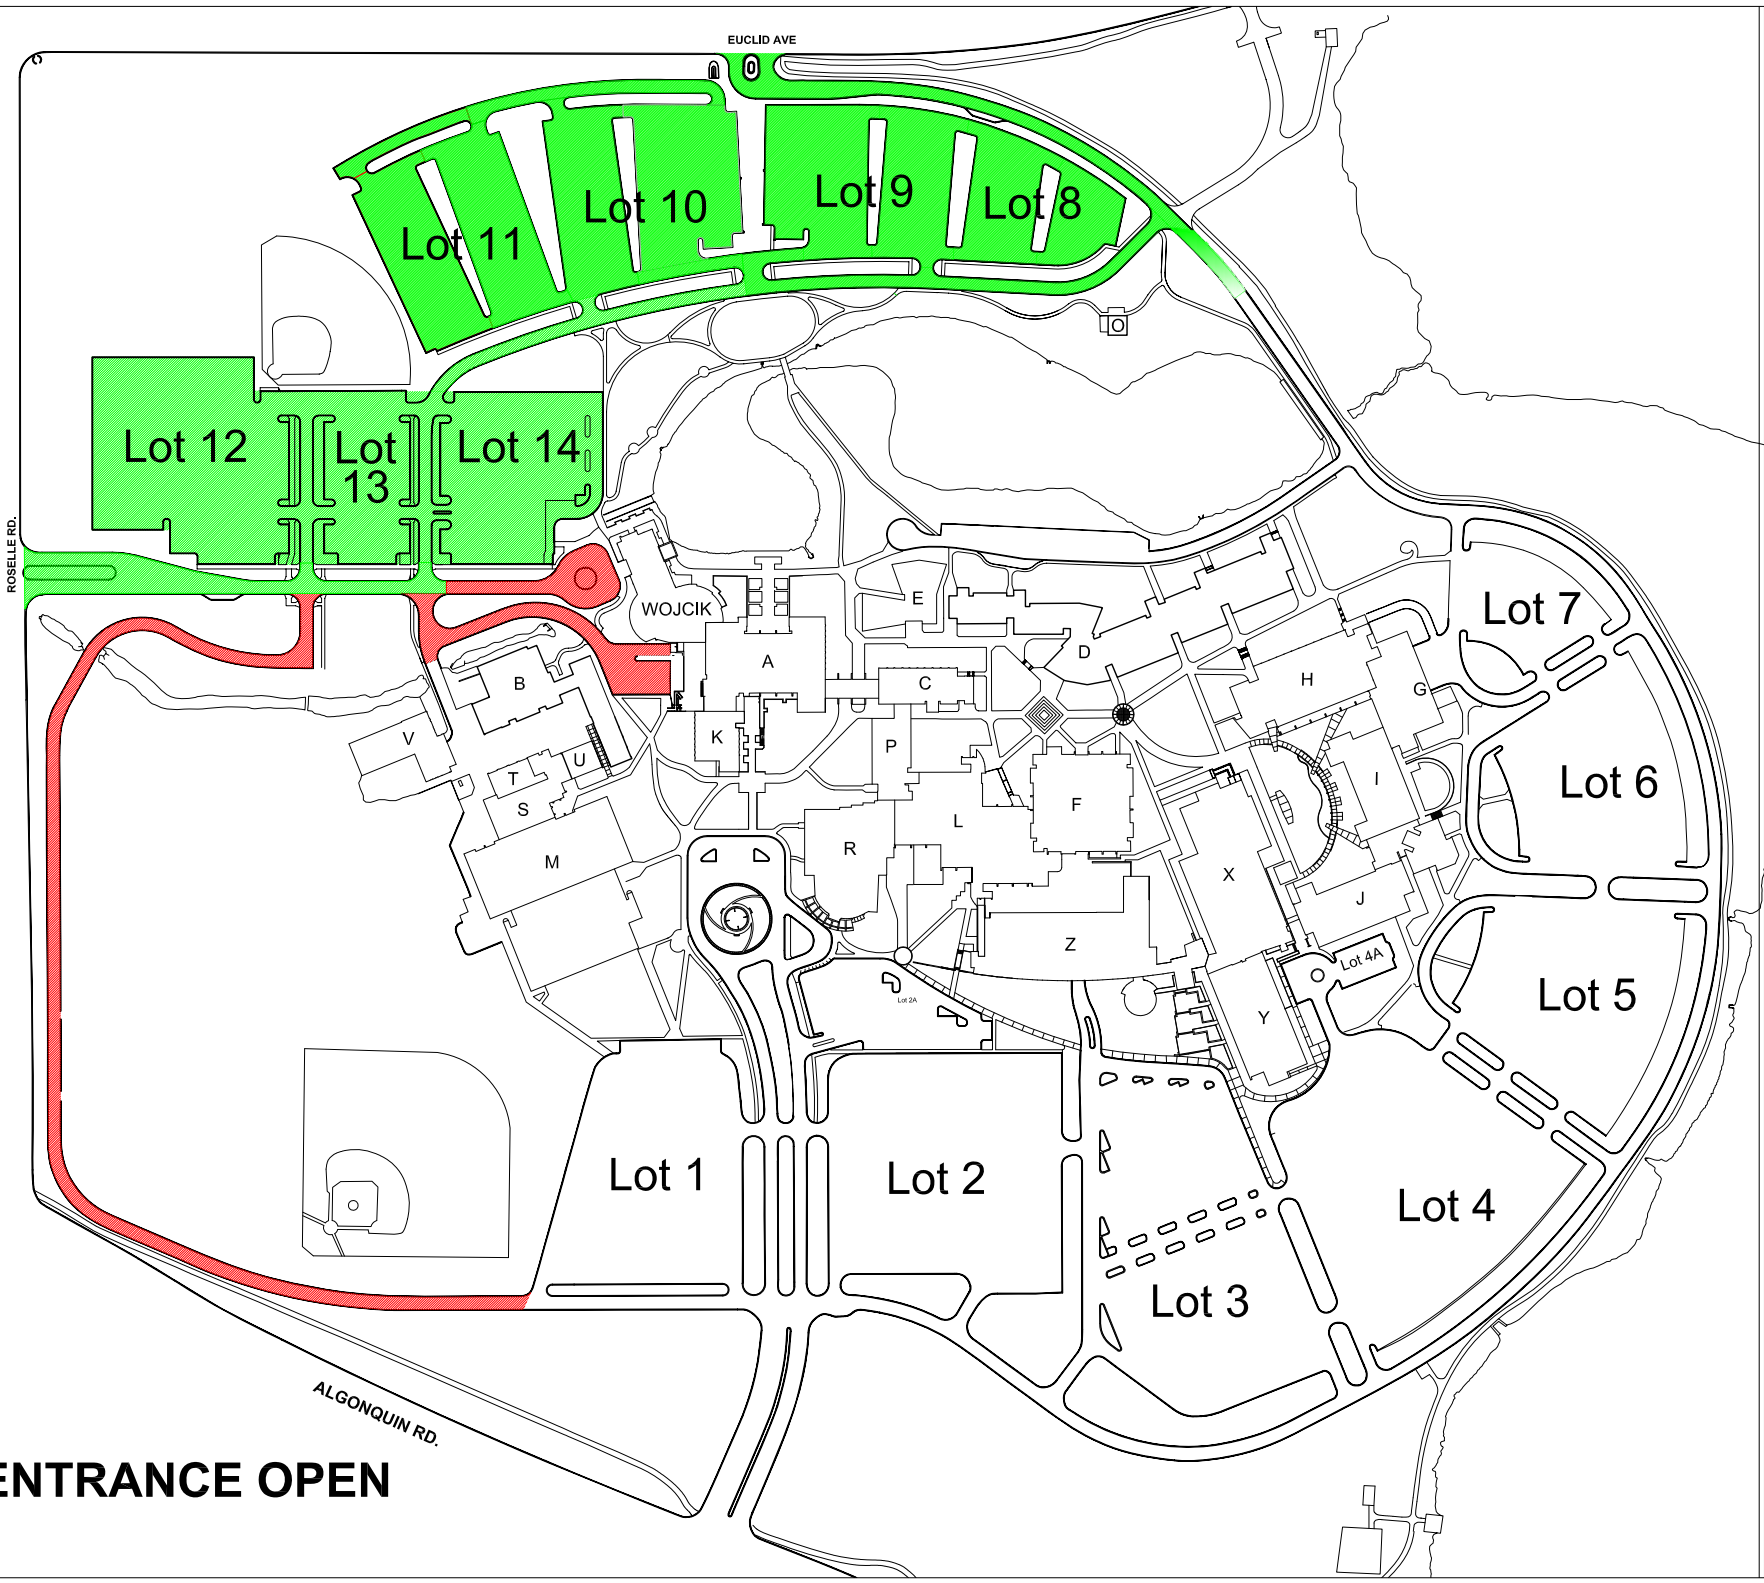 EUCLID AVE
Lot 8
Lot 9
Lot 10
Lot 11
O
Lot 12
Lot
13
Lot 14
ROSELLE RD.
WOJCIK
E
Lot 7
A
D
B
C
H
G
V
K
P
U
T
S
I
Lot 6
F
L
M
R
X
J
Z
Lot 4A
Lot 5
Lot 2A
Y
Lot 1
Lot 2
Lot 4
Lot 3
ALGONQUIN RD.
ENTRANCE OPEN